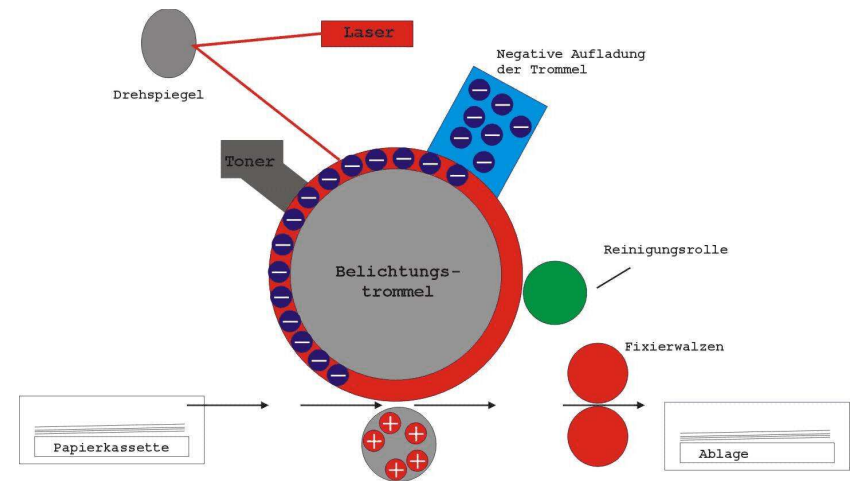 Laser
Negative Aufladung
der Trommel
Drehspiegel
Toner
Reinigungsrolle
Belichtungs-
trommel
Fixierwalzen
Papierkassette
Ablage